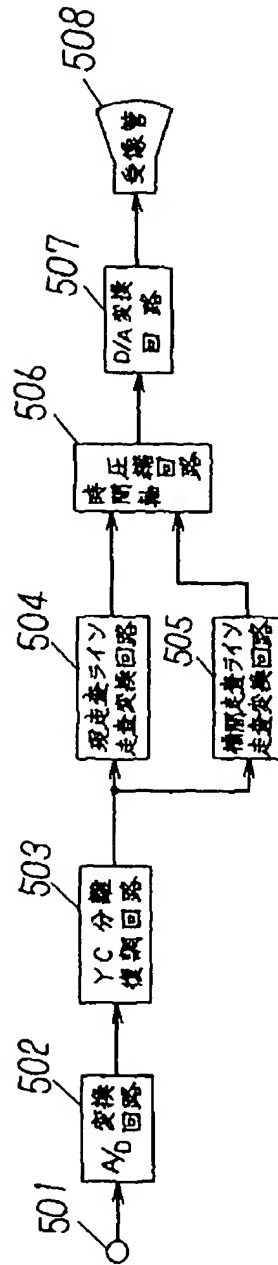 501
502
A/D
変換
回路
503
YC分離
復調回路
504
現走査ライン
走査変換回路
505
補間走査ライン
走査変換回路
506
時間軸
圧縮回路
507
D/A変換
回路
508
受像管